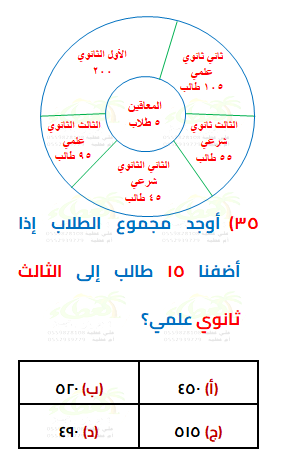 الأول الثانوي
٢٠٠
ثاني ثانوي
علمي
١٠٥ طالب
المعاقين
٥ طلاب
الثالث الثانوي
علمي
٩٥ طالب
الثالث ثانوي
شرعي
٥٥ طالب
الثاني الثانوي
شرعي
٤٥ طالب
٣٥) أوجد مجموع الطلاب إذا
أضفنا ١٥ طالب إلى الثالث
ثانوي علمي؟
(أ) ٤٥٠ (ب) ٥٢٠
(ج) ٥١٥ (د) ٤٩٠